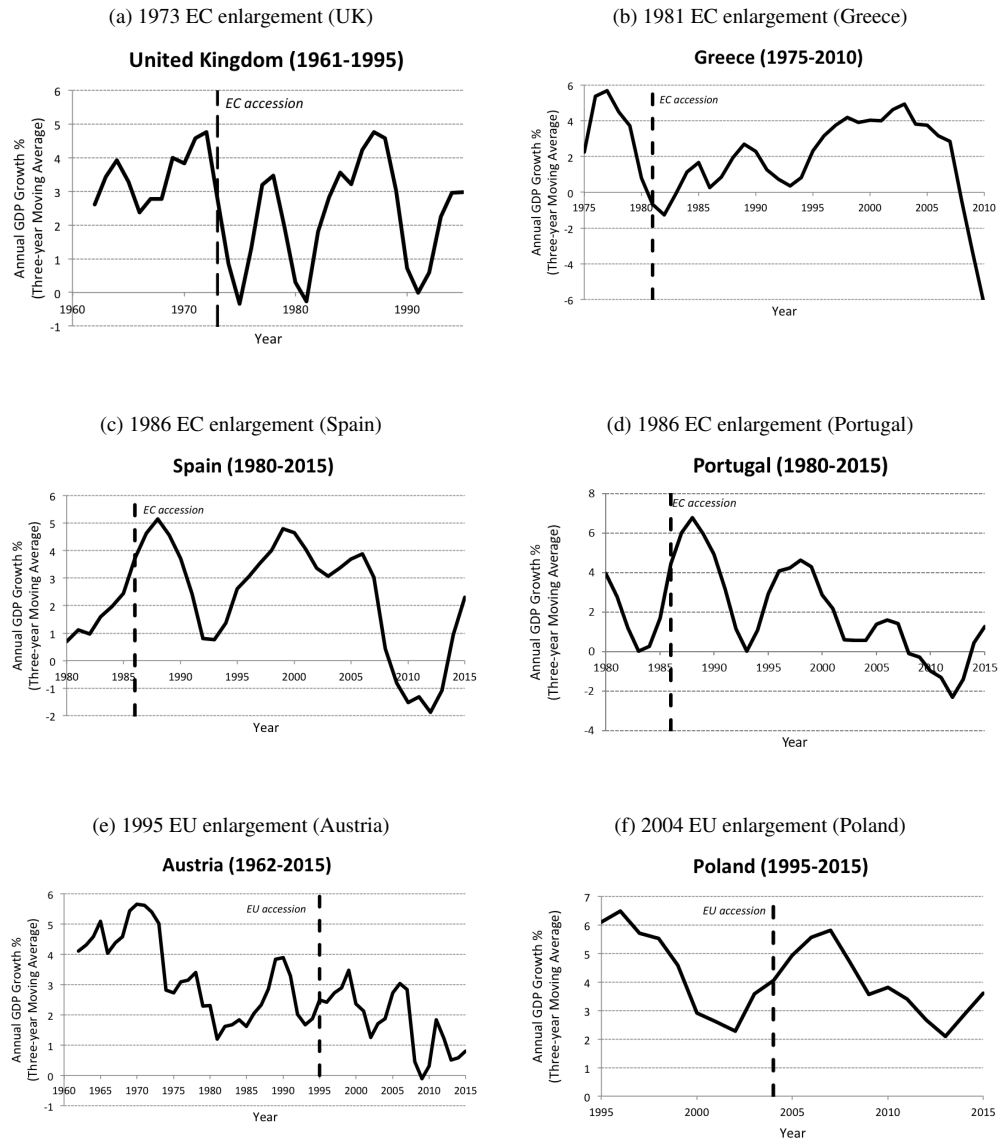 (a) 1973 EC enlargement (UK)
United Kingdom (1961-1995)
Annual GDP Growth %
(Three-year Moving Average)
6
5
4
3
2
1
0
-1
EC accession
1960
1970
1980
1990
Year
(b) 1981 EC enlargement (Greece)
Greece (1975-2010)
Annual GDP Growth %
(Three-year Moving Average)
6
4
2
0
-2
-4
-6
EC accession
1975
1980
1985
1990
1995
2000
2005
2010
Year
(c) 1986 EC enlargement (Spain)
Spain (1980-2015)
Annual GDP Growth %
(Three-year Moving Average)
6
5
4
3
2
1
0
-1
-2
EC accession
1980
1985
1990
1995
2000
2005
2010
2015
Year
(d) 1986 EC enlargement (Portugal)
Portugal (1980-2015)
Annual GDP Growth %
(Three-year Moving Average)
8
6
4
2
0
-2
-4
EC accession
1980
1985
1990
1995
2000
2005
2010
2015
Year
(e) 1995 EU enlargement (Austria)
Austria (1962-2015)
Annual GDP Growth %
(Three-year Moving Average)
6
5
4
3
2
1
0
-1
EU accession
1960
1965
1970
1975
1980
1985
1990
1995
2000
2005
2010
2015
Year
(f) 2004 EU enlargement (Poland)
Poland (1995-2015)
Annual GDP Growth %
(Three-year Moving Average)
7
6
5
4
3
2
1
0
EU accession
1995
2000
2005
2010
2015
Year